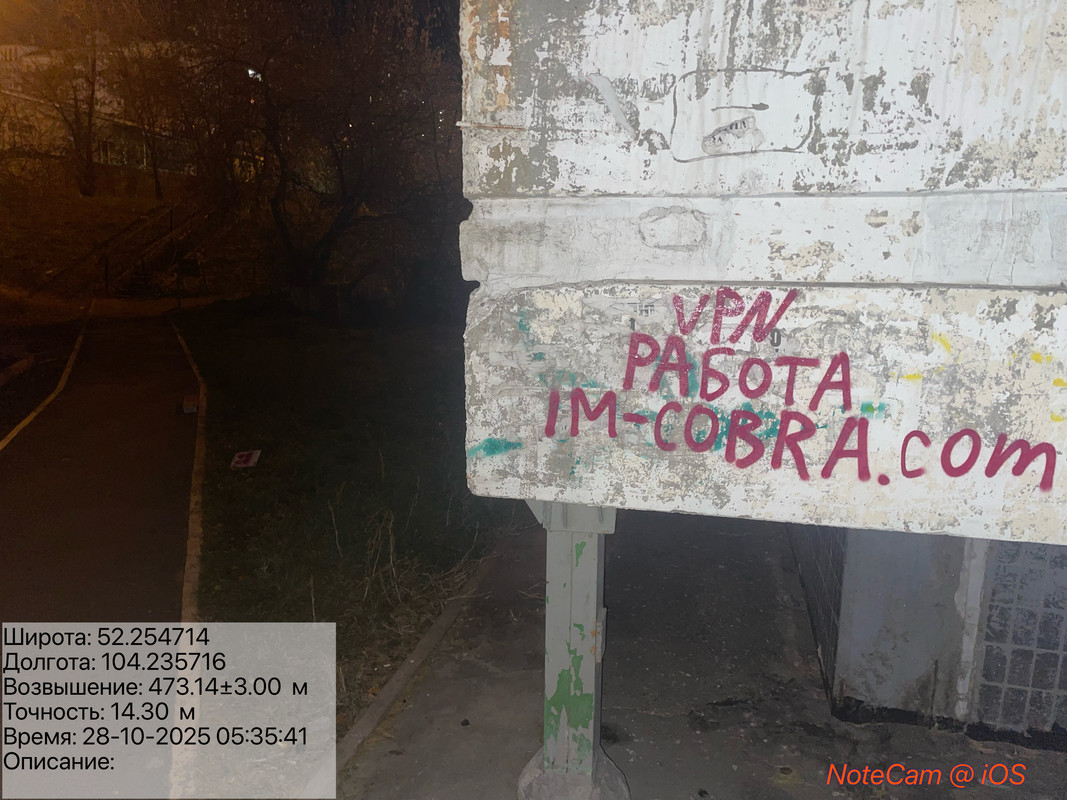 VPN
РАБОТА
IM-COBRA.com
Широта: 52.254714
Долгота: 104.235716
Возвышение: 473.14±3.00 м
Точность: 14.30 м
Время: 28-10-2025 05:35:41
Описание:
NoteCam @ iOS